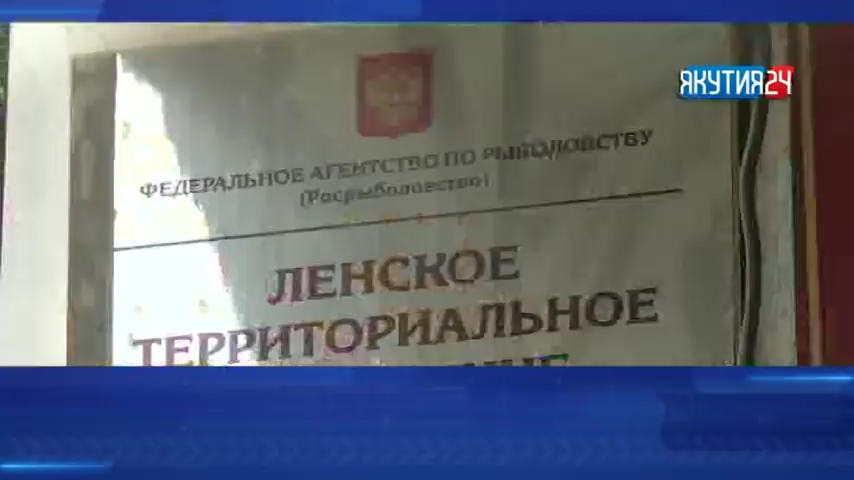 ЯКУТИЯ24
ФЕДЕРАЛЬНОЕ АГЕНТСТВО ПО РЫБОЛОВСТВУ
(Росрыболовство)
ЛЕНСКОЕ
ТЕРРИТОРИАЛЬНОЕ